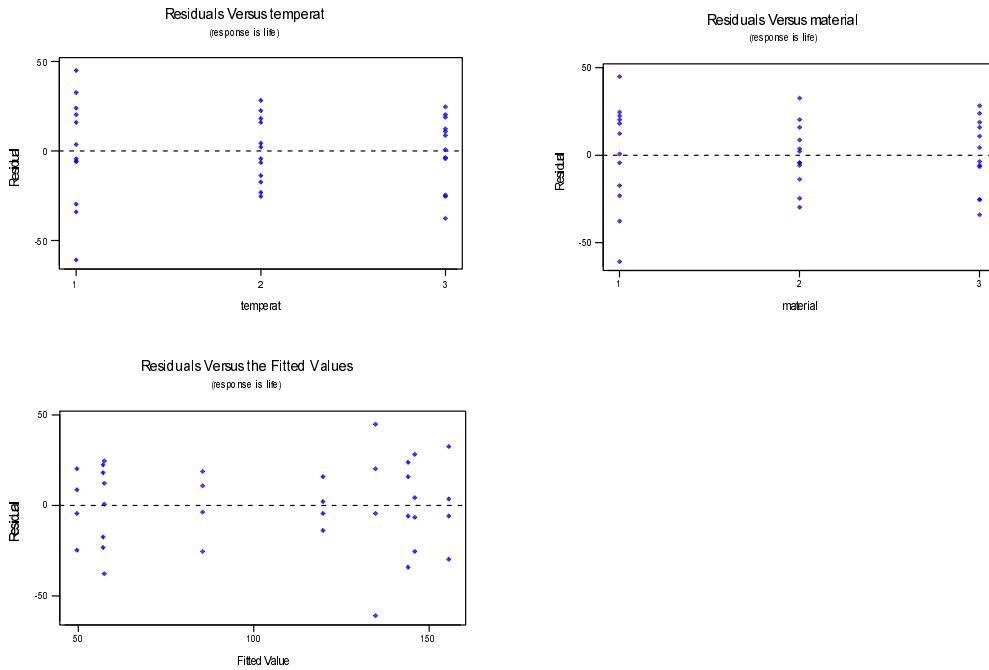 Residuals Versus temperat
(response is life)
50
0
-50
Residual
1 2 3
temperat
Residuals Versus material
(response is life)
50
0
-50
Residual
1 2 3
material
Residuals Versus the Fitted Values
(response is life)
50
0
-50
Residual
50 100 150
Fitted Value